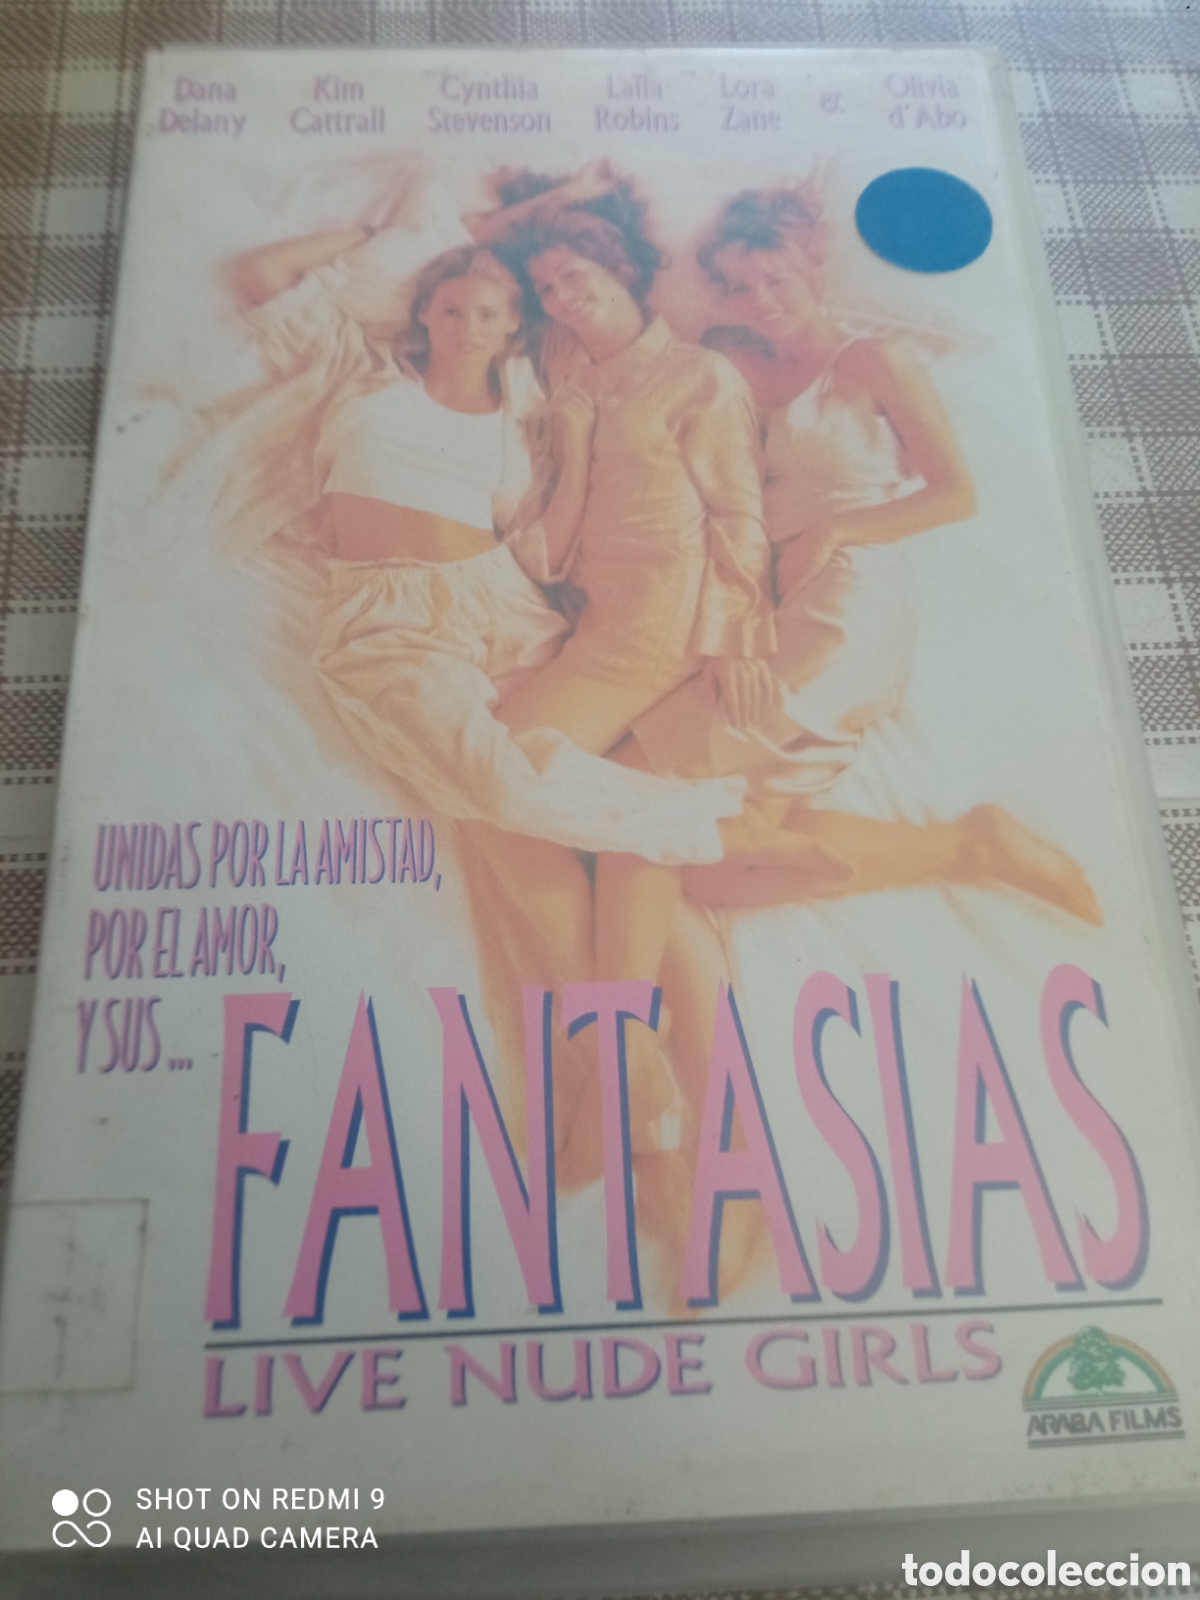 Dana Kim Cynthia Laila Lora Olivia
Delany Cattrall Stevenson Robins Zane & d'Abo
UNIDAS POR LA AMISTAD,
POR EL AMOR,
Y SUS ...
FANTASIAS
LIVE NUDE GIRLS
ARABA FILMS
SHOT ON REDMI 9
AI QUAD CAMERA
todocoleccion